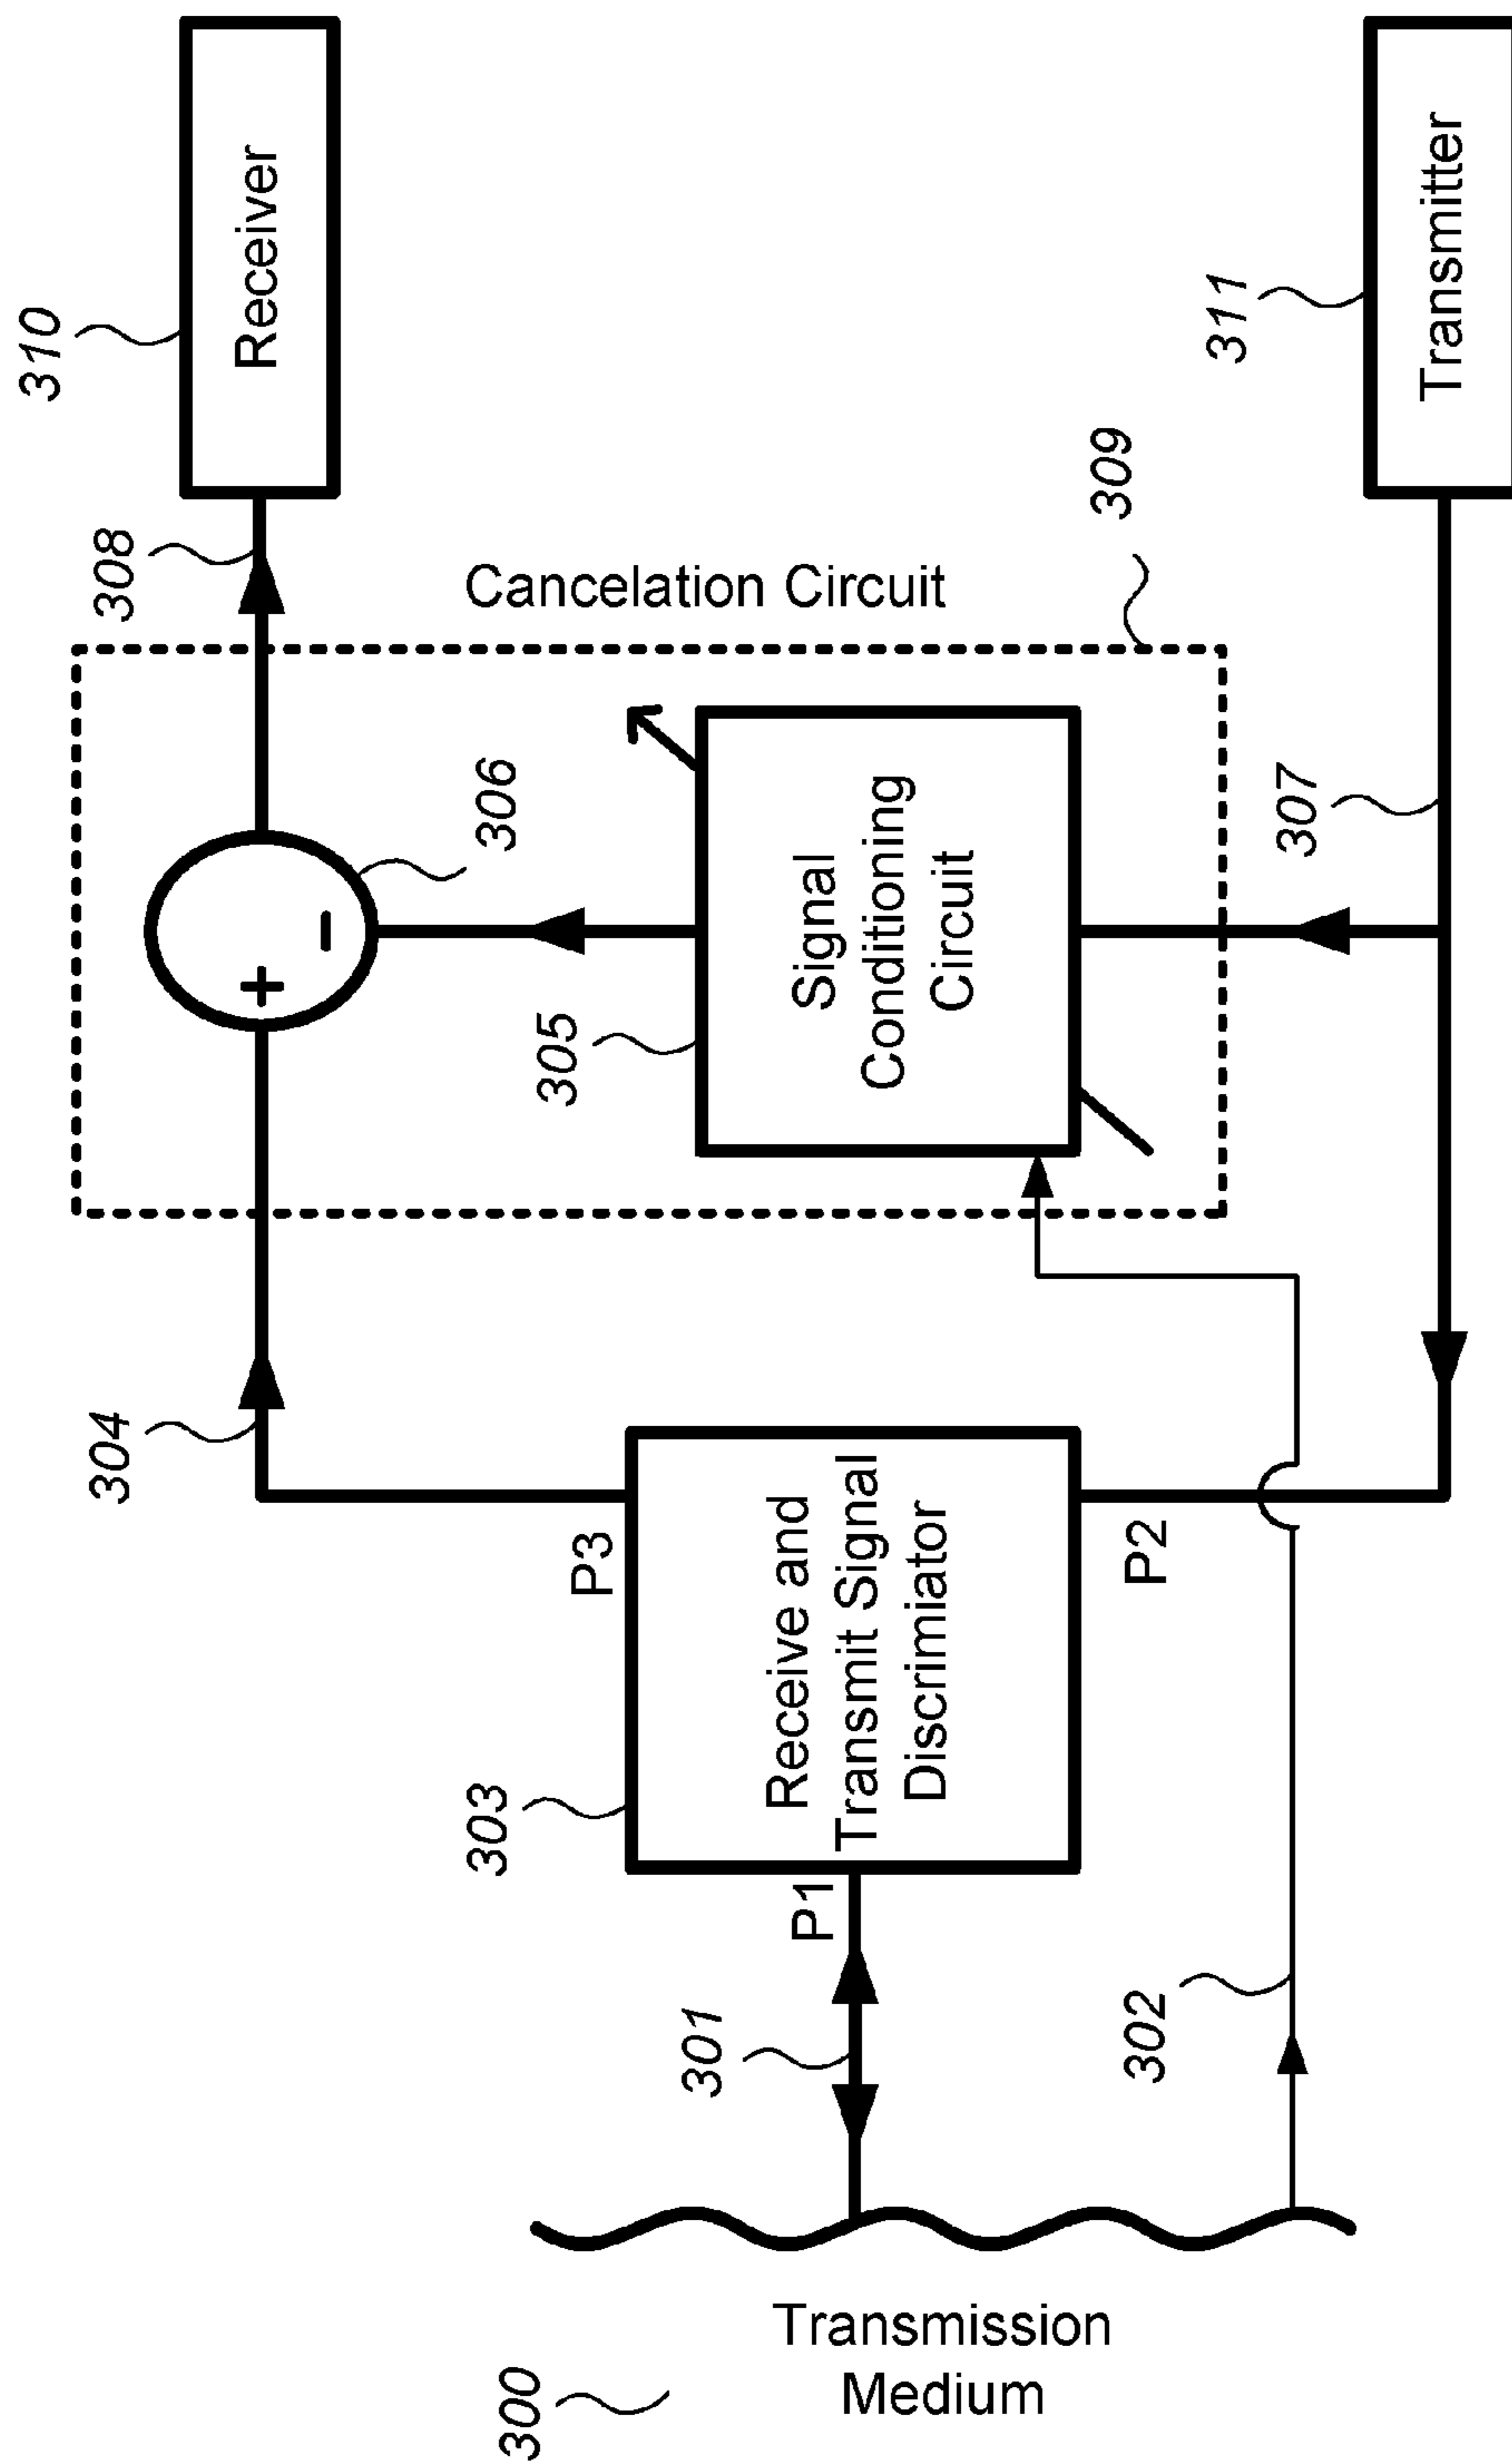 310
Receiver
308
Cancelation Circuit
309
311
Transmitter
306
+
−
305
Signal
Conditioning
Circuit
307
304
P3
303
Receive and
Transmit Signal
Discrimiator
P2
P1
301
302
300
Transmission
Medium